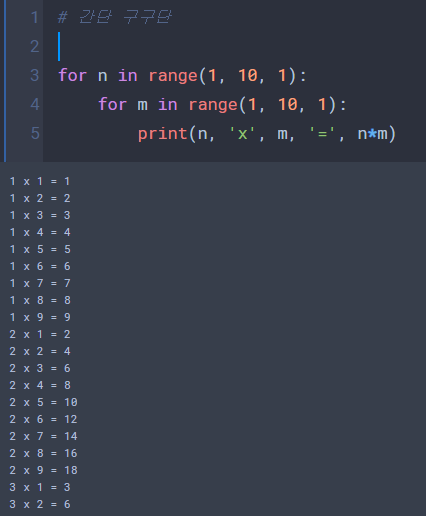 1 # 간단 구구단
2
3 for n in range(1, 10, 1):
4     for m in range(1, 10, 1):
5         print(n, 'x', m, '=', n*m)
1 x 1 = 1
1 x 2 = 2
1 x 3 = 3
1 x 4 = 4
1 x 5 = 5
1 x 6 = 6
1 x 7 = 7
1 x 8 = 8
1 x 9 = 9
2 x 1 = 2
2 x 2 = 4
2 x 3 = 6
2 x 4 = 8
2 x 5 = 10
2 x 6 = 12
2 x 7 = 14
2 x 8 = 16
2 x 9 = 18
3 x 1 = 3
3 x 2 = 6